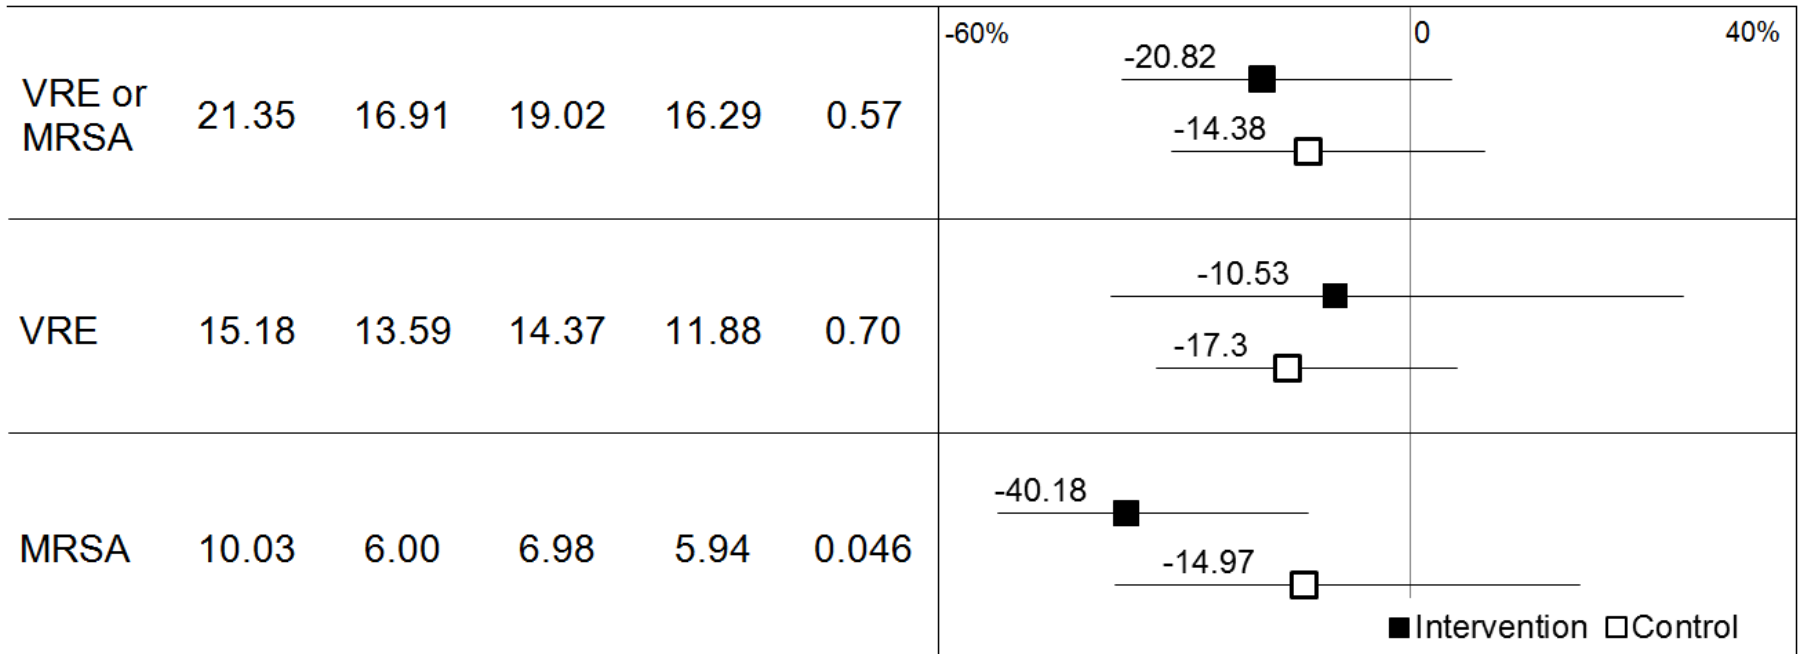 -60% 0 40%
VRE or
MRSA 21.35 16.91 19.02 16.29 0.57
-20.82
-14.38
VRE 15.18 13.59 14.37 11.88 0.70
-10.53
-17.3
MRSA 10.03 6.00 6.98 5.94 0.046
-40.18
-14.97
Intervention Control